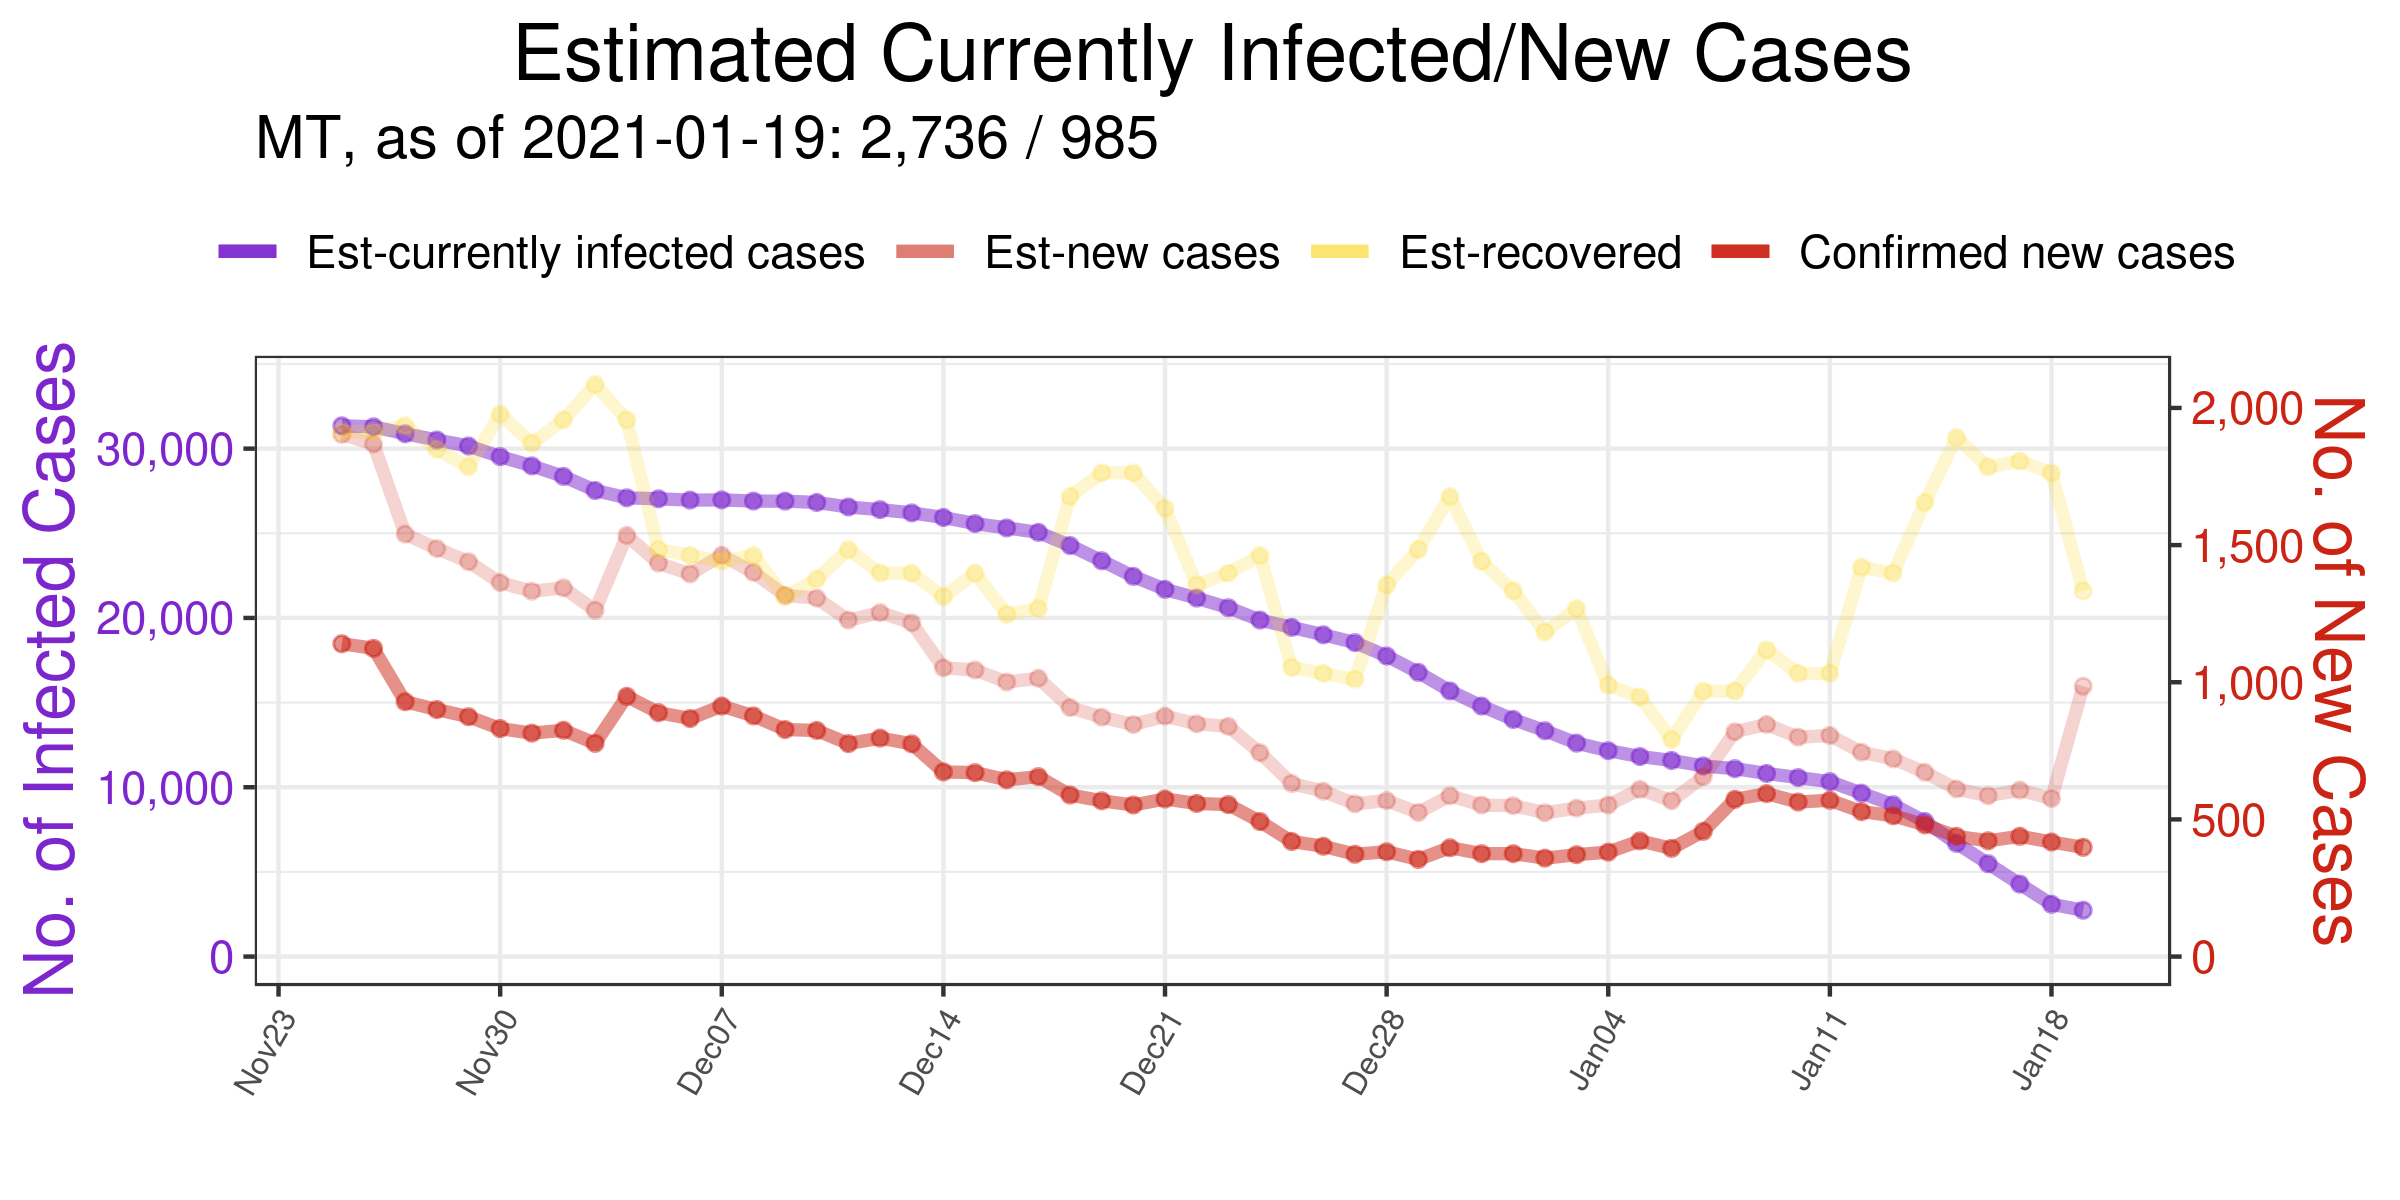 Estimated Currently Infected/New Cases
MT, as of 2021-01-19: 2,736 / 985
Est-currently infected cases Est-new cases Est-recovered Confirmed new cases
No. of Infected Cases
30,000
20,000
10,000
0
2,000
1,500
1,000
500
0
No. of New Cases
Nov23 Nov30 Dec07 Dec14 Dec21 Dec28 Jan04 Jan11 Jan18